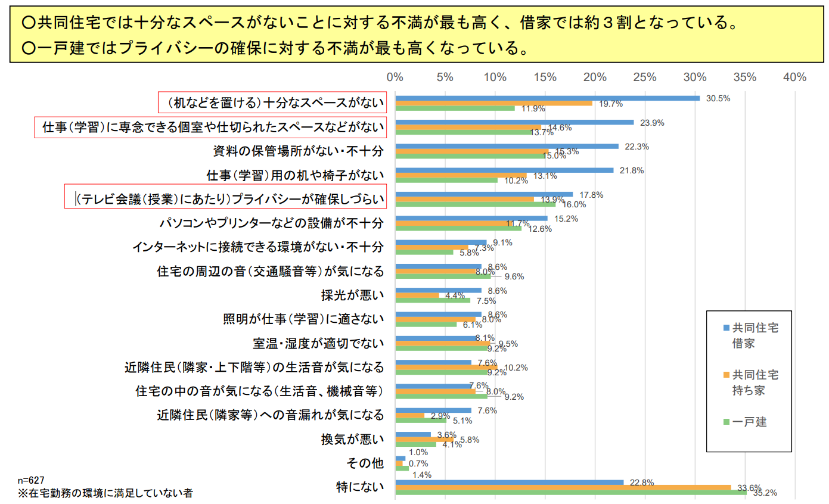 ○共同住宅では十分なスペースがないことに対する不満が最も高く、借家では約３割となっている。
○一戸建ではプライバシーの確保に対する不満が最も高くなっている。
0% 5% 10% 15% 20% 25% 30% 35% 40%
(机などを置ける)十分なスペースがない 30.5% 19.7% 11.9%
仕事(学習)に専念できる個室や仕切られたスペースなどがない 23.9% 14.6% 13.7%
資料の保管場所がない・不十分 22.3% 15.3% 15.0%
仕事(学習)用の机や椅子がない 21.8% 13.1% 10.2%
(テレビ会議(授業)にあたり)プライバシーが確保しづらい 17.8% 13.9% 16.0%
パソコンやプリンターなどの設備が不十分 15.2% 11.7% 12.6%
インターネットに接続できる環境がない・不十分 9.1% 7.3% 5.8%
住宅の周辺の音(交通騒音等)が気になる 8.6% 8.0% 9.6%
採光が悪い 8.6% 4.4% 7.5%
照明が仕事(学習)に適さない 8.6% 8.0% 6.1%
室温・湿度が適切でない 8.1% 9.5% 9.2%
近隣住民(隣家・上下階等)の生活音が気になる 7.6% 10.2% 9.2%
住宅の中の音が気になる(生活音、機械音等) 7.6% 8.0% 9.2%
近隣住民(隣家等)への音漏れが気になる 7.6% 2.9% 5.1%
換気が悪い 3.6% 5.8% 4.1%
その他 1.0% 0.7% 1.4%
特にない 22.8% 33.6% 35.2%
共同住宅
借家
共同住宅
持ち家
一戸建
n=627
※在宅勤務の環境に満足していない者